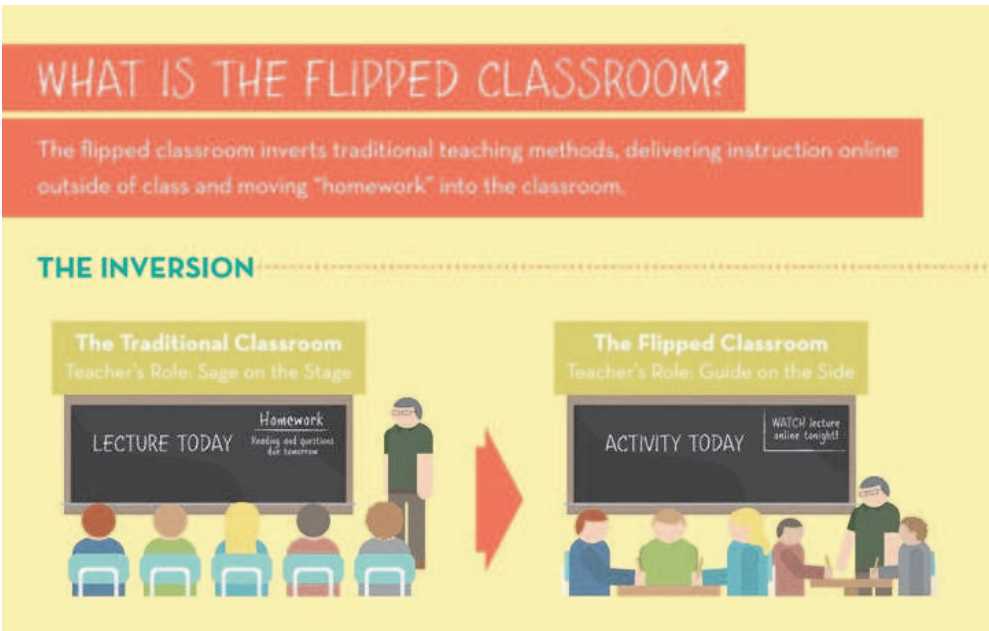 WHAT IS THE FLIPPED CLASSROOM?
The flipped classroom inverts traditional teaching methods, delivering instruction online
outside of class and moving "homework" into the classroom.
THE INVERSION
The Traditional Classroom
Teacher's Role: Sage on the Stage
LECTURE TODAY
Homework
Reading and questions
due tomorrow
The Flipped Classroom
Teacher's Role: Guide on the Side
ACTIVITY TODAY
WATCH lecture
online tonight!